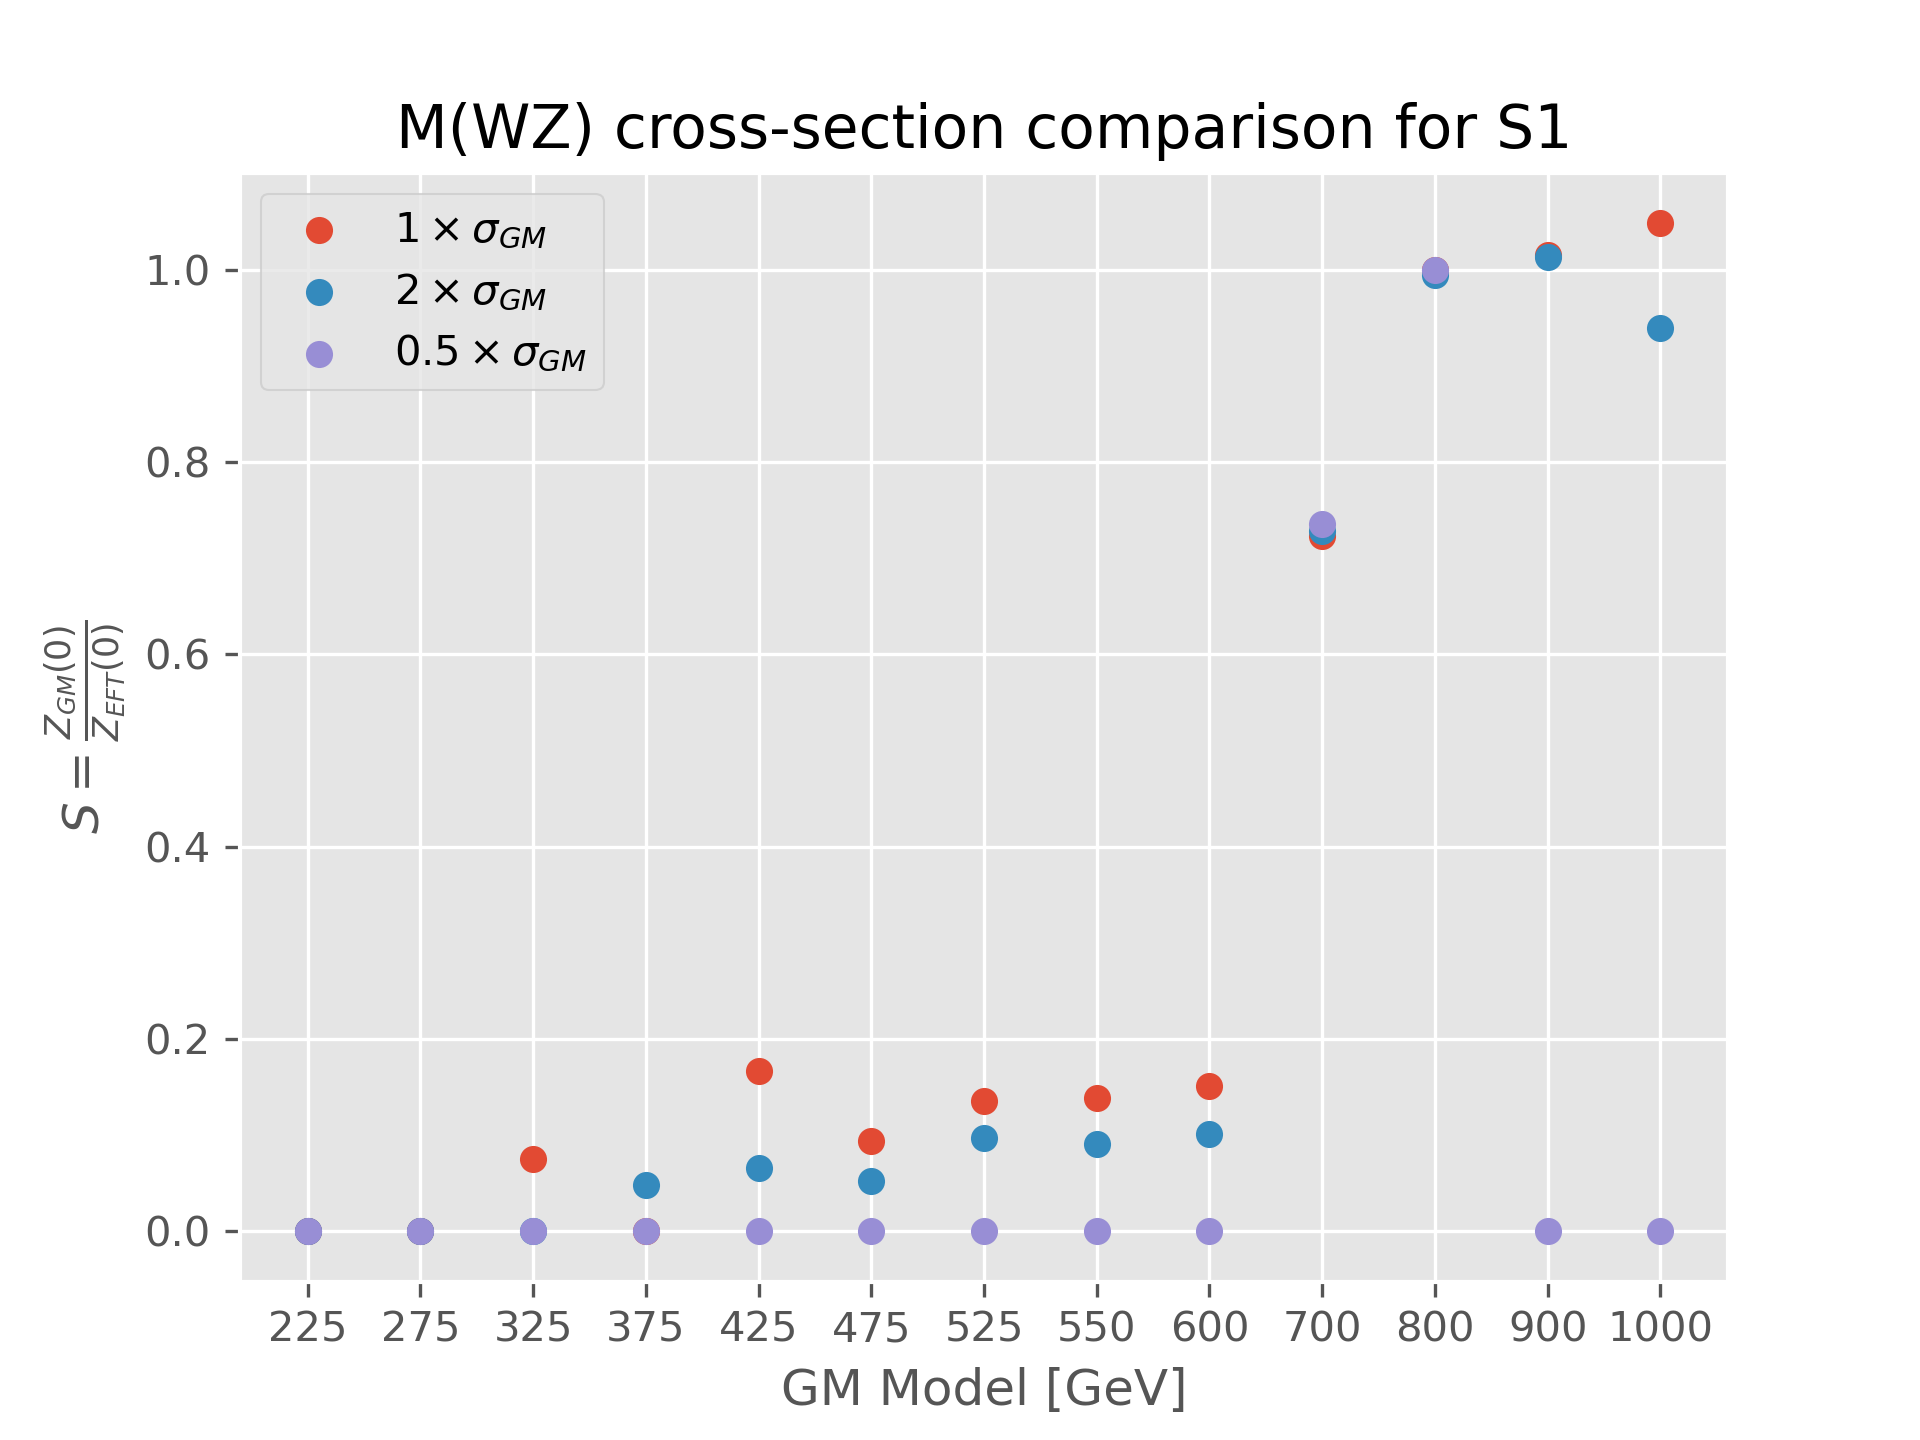 M(WZ) cross-section comparison for S1
1 × σGM
2 × σGM
0.5 × σGM
1.0
0.8
0.6
0.4
0.2
0.0
S = ZGM(0) / ZEFT(0)
225 275 325 375 425 475 525 550 600 700 800 900 1000
GM Model [GeV]